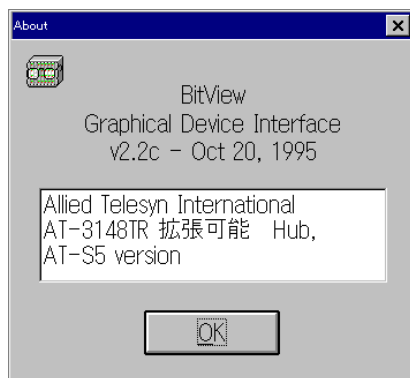 About
BitView
Graphical Device Interface
v2.2c - Oct 20, 1995
Allied Telesyn International
AT-3148TR 拡張可能　Hub,
AT-S5 version
OK